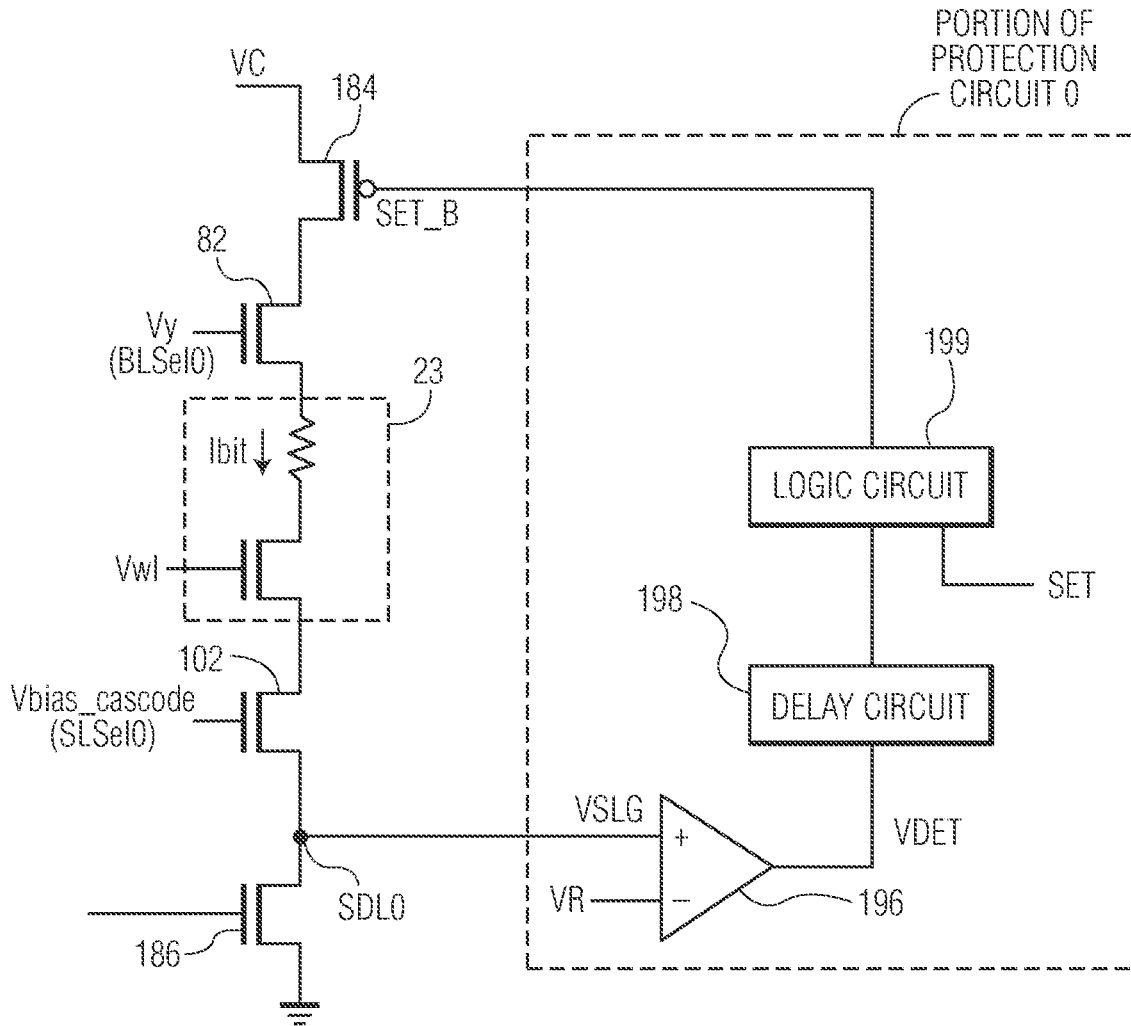 PORTION OF
PROTECTION
CIRCUIT 0
VC
184
SET_B
82
Vy
(BLSel0)
23
Ibit
199
LOGIC CIRCUIT
Vwl
SET
198
102
Vbias_cascode
(SLSel0)
DELAY CIRCUIT
VSLG
+
VDET
VR
−
196
SDL0
186